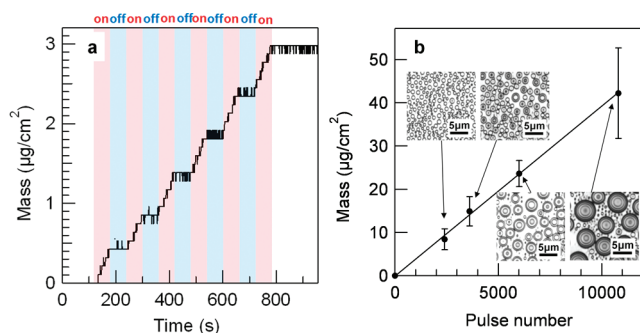 on off on off on off on off on off on
a
3
2
1
0
Mass (µg/cm²)
0 200 400 600 800
Time (s)
b
50
40
30
20
10
0
Mass (µg/cm²)
5µm 5µm
5µm 5µm
0 5000 10000
Pulse number